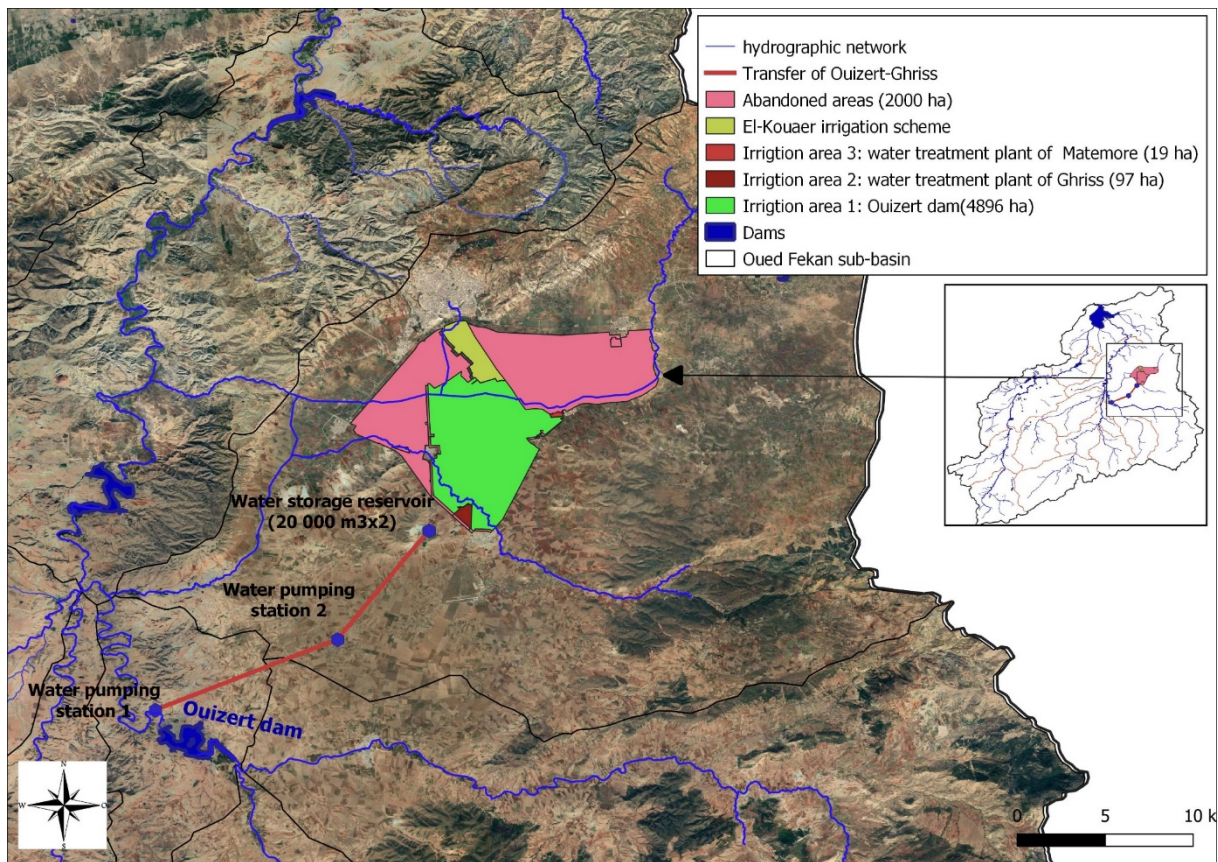 hydrographic network
Transfer of Ouizert-Ghriss
Abandoned areas (2000 ha)
El-Kouaer irrigation scheme
Irrigtion area 3: water treatment plant of Matemore (19 ha)
Irrigtion area 2: water treatment plant of Ghriss (97 ha)
Irrigtion area 1: Ouizert dam(4896 ha)
Dams
Oued Fekan sub-basin
Water storage reservoir
(20 000 m3x2)
Water pumping
station 2
Water pumping
station 1
Ouizert dam
N
W O
S
0 5 10 k